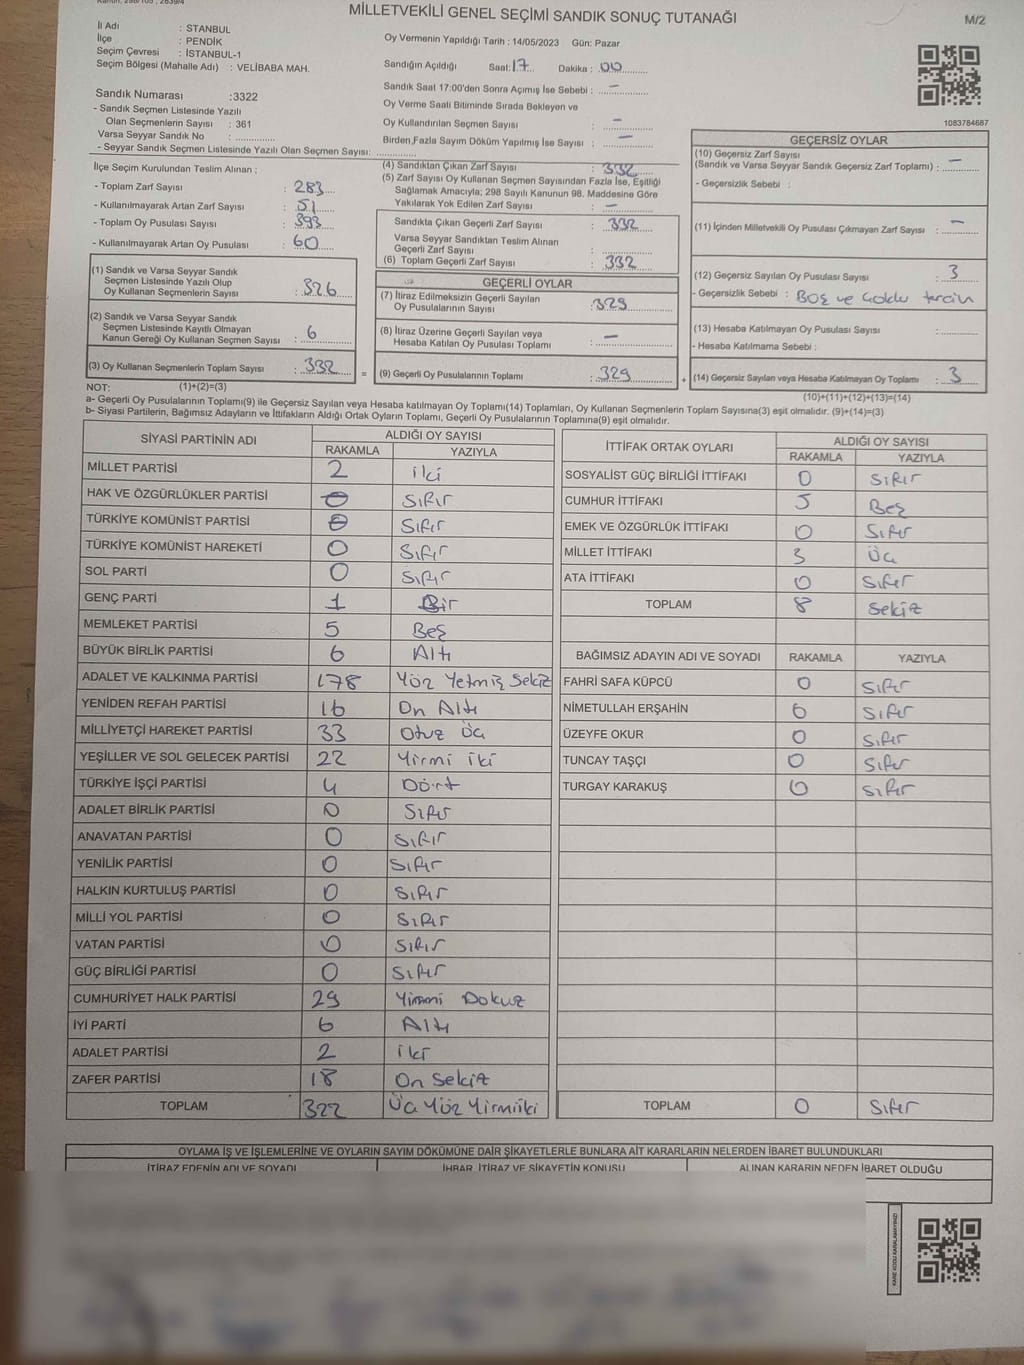 MİLLETVEKİLİ GENEL SEÇİMİ SANDIK SONUÇ TUTANAĞI
M/2
İl Adı : STANBUL
İlçe : PENDİK
Seçim Çevresi : İSTANBUL-1
Seçim Bölgesi (Mahalle Adı) : VELİBABA MAH.
Oy Vermenin Yapıldığı Tarih : 14/05/2023 Gün: Pazar
Sandığın Açıldığı Saat: 17 Dakika : 00
Sandık Saat 17:00'den Sonra Açımış İse Sebebi : —
Oy Verme Saali Bitiminde Sırada Bekleyen ve
Oy Kullandırılan Seçmen Sayısı : —
Birden Fazla Sayım Döküm Yapılmış İse Sayısı : —
1083784687
Sandık Numarası :3322
- Sandık Seçmen Listesinde Yazılı
Olan Seçmenlerin Sayısı : 361
Varsa Seyyar Sandık No :
- Seyyar Sandık Seçmen Listesinde Yazılı Olan Seçmen Sayısı:
İlçe Seçim Kurulundan Teslim Alınan ;
- Toplam Zarf Sayısı : 283
- Kullanılmayarak Artan Zarf Sayısı : 51
- Toplam Oy Pusulası Sayısı : 393
- Kullanılmayarak Artan Oy Pusulası : 60
(1) Sandık ve Varsa Seyyar Sandık
Seçmen Listesinde Yazılı Olup
Oy Kullanan Seçmenlerin Sayısı : 326
(2) Sandık ve Varsa Seyyar Sandık
Seçmen Listesinde Kayıtlı Olmayan
Kanun Gereği Oy Kullanan Seçmen Sayısı : 6
(3) Oy Kullanan Seçmenlerin Toplam Sayısı : 332 =
(4) Sandıktan Çıkan Zarf Sayısı : 332
(5) Zarf Sayısı Oy Kullanan Seçmen Sayısından Fazla İse, Eşitliği
Sağlamak Amacıyla; 298 Sayılı Kanunun 98. Maddesine Göre
Yakılarak Yok Edilen Zarf Sayısı : —
Sandıkta Çıkan Geçerli Zarf Sayısı : 332
Varsa Seyyar Sandıktan Teslim Alınan
Geçerli Zarf Sayısı :
(6) Toplam Geçerli Zarf Sayısı : 332
GEÇERLİ OYLAR
(7) İtiraz Edilmeksizin Geçerli Sayılan
Oy Pusulalarının Sayısı : 329
(8) İtiraz Üzerine Geçerli Sayılan veya
Hesaba Katılan Oy Pusulası Toplamı : —
(9) Geçerli Oy Pusulalarının Toplamı : 329 +
GEÇERSİZ OYLAR
(10) Geçersiz Zarf Sayısı
(Sandık ve Varsa Seyyar Sandık Geçersiz Zarf Toplamı) : —
- Geçersizlik Sebebi :
(11) İçinden Milletvekili Oy Pusulası Çıkmayan Zarf Sayısı : —
(12) Geçersiz Sayılan Oy Pusulası Sayısı : 3
- Geçersizlik Sebebi : Boş ve çoklu tercih
(13) Hesaba Katılmayan Oy Pusulası Sayısı :
- Hesaba Katılmama Sebebi :
(14) Geçersiz Sayılan veya Hesaba Katılmayan Oy Toplamı : 3
NOT: (1)+(2)=(3) (10)+(11)+(12)+(13)=(14)
a- Geçerli Oy Pusulalarının Toplamı(9) ile Geçersiz Sayılan veya Hesaba katılmayan Oy Toplamı(14) Toplamları, Oy Kullanan Seçmenlerin Toplam Sayısına(3) eşit olmalıdır. (9)+(14)=(3)
b- Siyasi Partilerin, Bağımsız Adayların ve İttifakların Aldığı Ortak Oyların Toplamı, Geçerli Oy Pusulalarının Toplamına(9) eşit olmalıdır.
SİYASİ PARTİNİN ADI ALDIĞI OY SAYISI
RAKAMLA YAZIYLA
MİLLET PARTİSİ 2 iki
HAK VE ÖZGÜRLÜKLER PARTİSİ 0 Sıfır
TÜRKİYE KOMÜNİST PARTİSİ 0 Sıfır
TÜRKİYE KOMÜNİST HAREKETİ 0 Sıfır
SOL PARTİ 0 Sıfır
GENÇ PARTİ 1 Bir
MEMLEKET PARTİSİ 5 Beş
BÜYÜK BİRLİK PARTİSİ 6 Altı
ADALET VE KALKINMA PARTİSİ 178 Yüz Yetmiş Sekiz
YENİDEN REFAH PARTİSİ 16 On Altı
MİLLİYETÇİ HAREKET PARTİSİ 33 Otuz Üç
YEŞİLLER VE SOL GELECEK PARTİSİ 22 Yirmi iki
TÜRKİYE İŞÇİ PARTİSİ 4 Dört
ADALET BİRLİK PARTİSİ 0 Sıfır
ANAVATAN PARTİSİ 0 Sıfır
YENİLİK PARTİSİ 0 Sıfır
HALKIN KURTULUŞ PARTİSİ 0 Sıfır
MİLLİ YOL PARTİSİ 0 Sıfır
VATAN PARTİSİ 0 Sıfır
GÜÇ BİRLİĞİ PARTİSİ 0 Sıfır
CUMHURİYET HALK PARTİSİ 29 Yirmi Dokuz
İYİ PARTİ 6 Altı
ADALET PARTİSİ 2 iki
ZAFER PARTİSİ 18 On Sekiz
TOPLAM 322 Üç Yüz Yirmiiki
İTTİFAK ORTAK OYLARI ALDIĞI OY SAYISI
RAKAMLA YAZIYLA
SOSYALİST GÜÇ BİRLİĞİ İTTİFAKI 0 Sıfır
CUMHUR İTTİFAKI 5 Beş
EMEK VE ÖZGÜRLÜK İTTİFAKI 0 Sıfır
MİLLET İTTİFAKI 3 Üç
ATA İTTİFAKI 0 Sıfır
TOPLAM 8 Sekiz
BAĞIMSIZ ADAYIN ADI VE SOYADI RAKAMLA YAZIYLA
FAHRİ SAFA KÜPCÜ 0 Sıfır
NİMETULLAH ERŞAHİN 0 Sıfır
ÜZEYFE OKUR 0 Sıfır
TUNCAY TAŞÇI 0 Sıfır
TURGAY KARAKUŞ 0 Sıfır
TOPLAM 0 Sıfır
OYLAMA İŞ VE İŞLEMLERİNE VE OYLARIN SAYIM DÖKÜMÜNE DAİR ŞİKAYETLERLE BUNLARA AİT KARARLARIN NELERDEN İBARET BULUNDUKLARI
İTİRAZ EDENİN ADI VE SOYADI İHBAR, İTİRAZ VE ŞİKAYETİN KONUSU ALINAN KARARIN NEDEN İBARET OLDUĞU
KARE KODU KARALAMAYINIZ!